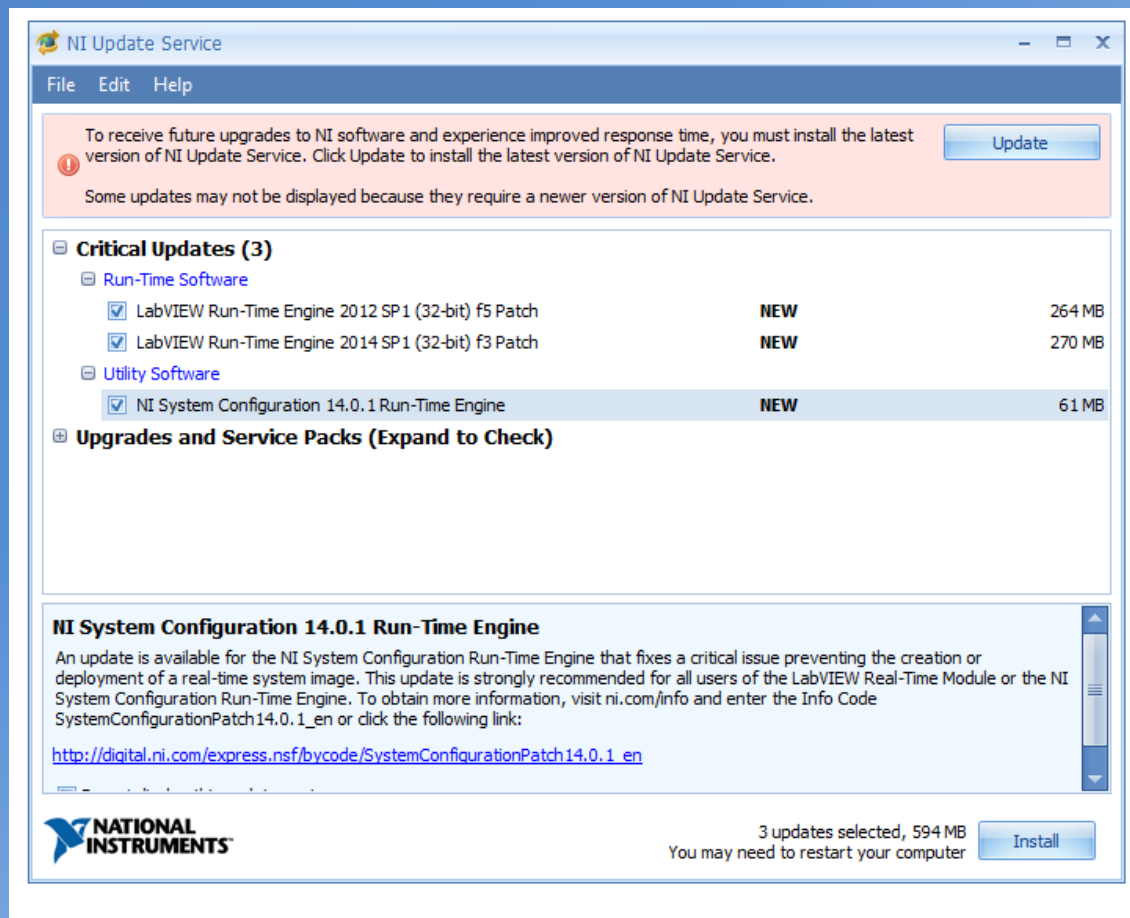 NI Update Service
File Edit Help
To receive future upgrades to NI software and experience improved response time, you must install the latest
version of NI Update Service. Click Update to install the latest version of NI Update Service.
Update
Some updates may not be displayed because they require a newer version of NI Update Service.
Critical Updates (3)
Run-Time Software
LabVIEW Run-Time Engine 2012 SP1 (32-bit) f5 Patch NEW 264 MB
LabVIEW Run-Time Engine 2014 SP1 (32-bit) f3 Patch NEW 270 MB
Utility Software
NI System Configuration 14.0.1 Run-Time Engine NEW 61 MB
Upgrades and Service Packs (Expand to Check)
NI System Configuration 14.0.1 Run-Time Engine
An update is available for the NI System Configuration Run-Time Engine that fixes a critical issue preventing the creation or
deployment of a real-time system image. This update is strongly recommended for all users of the LabVIEW Real-Time Module or the NI
System Configuration Run-Time Engine. To obtain more information, visit ni.com/info and enter the Info Code
SystemConfigurationPatch14.0.1_en or click the following link:
http://digital.ni.com/express.nsf/bycode/SystemConfigurationPatch14.0.1_en
NATIONAL
INSTRUMENTS™
3 updates selected, 594 MB
You may need to restart your computer
Install